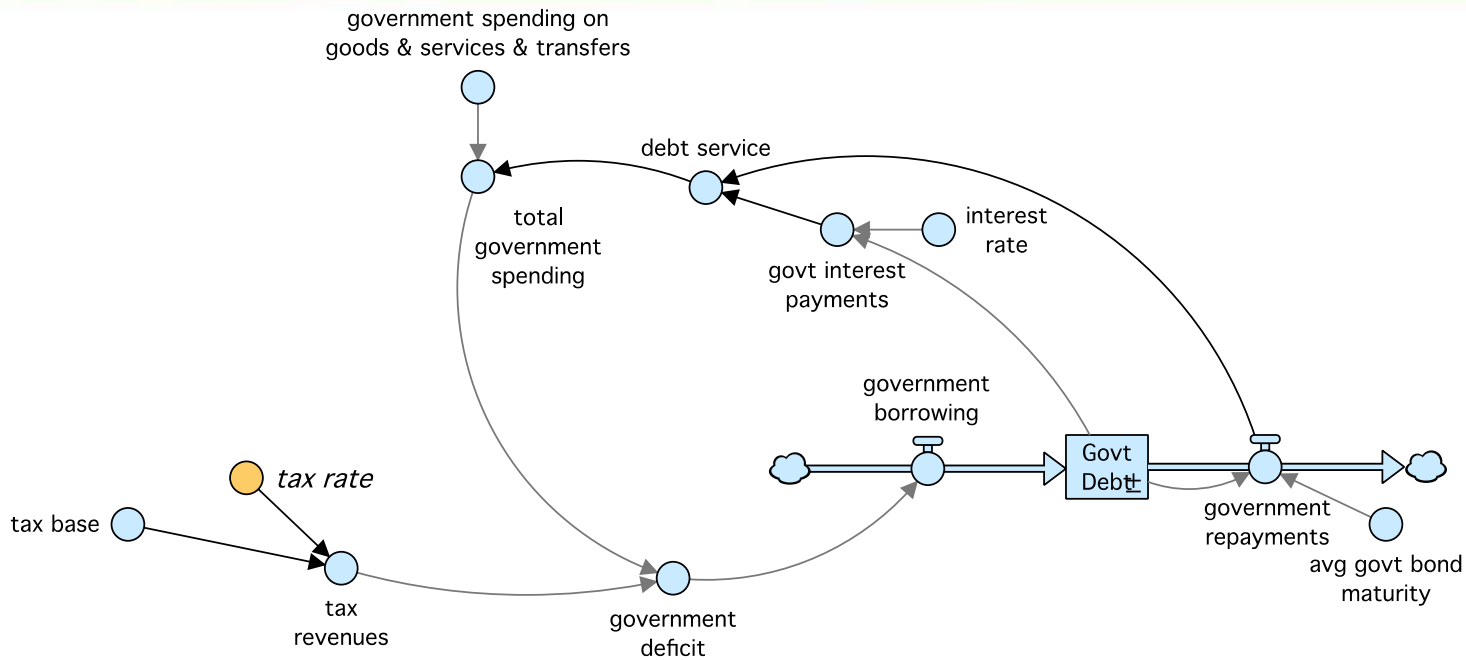 government spending on
goods & services & transfers
debt service
total
government
spending
interest
rate
govt interest
payments
government
borrowing
Govt
Debt±
tax rate
tax base
government
repayments
avg govt bond
maturity
tax
revenues
government
deficit